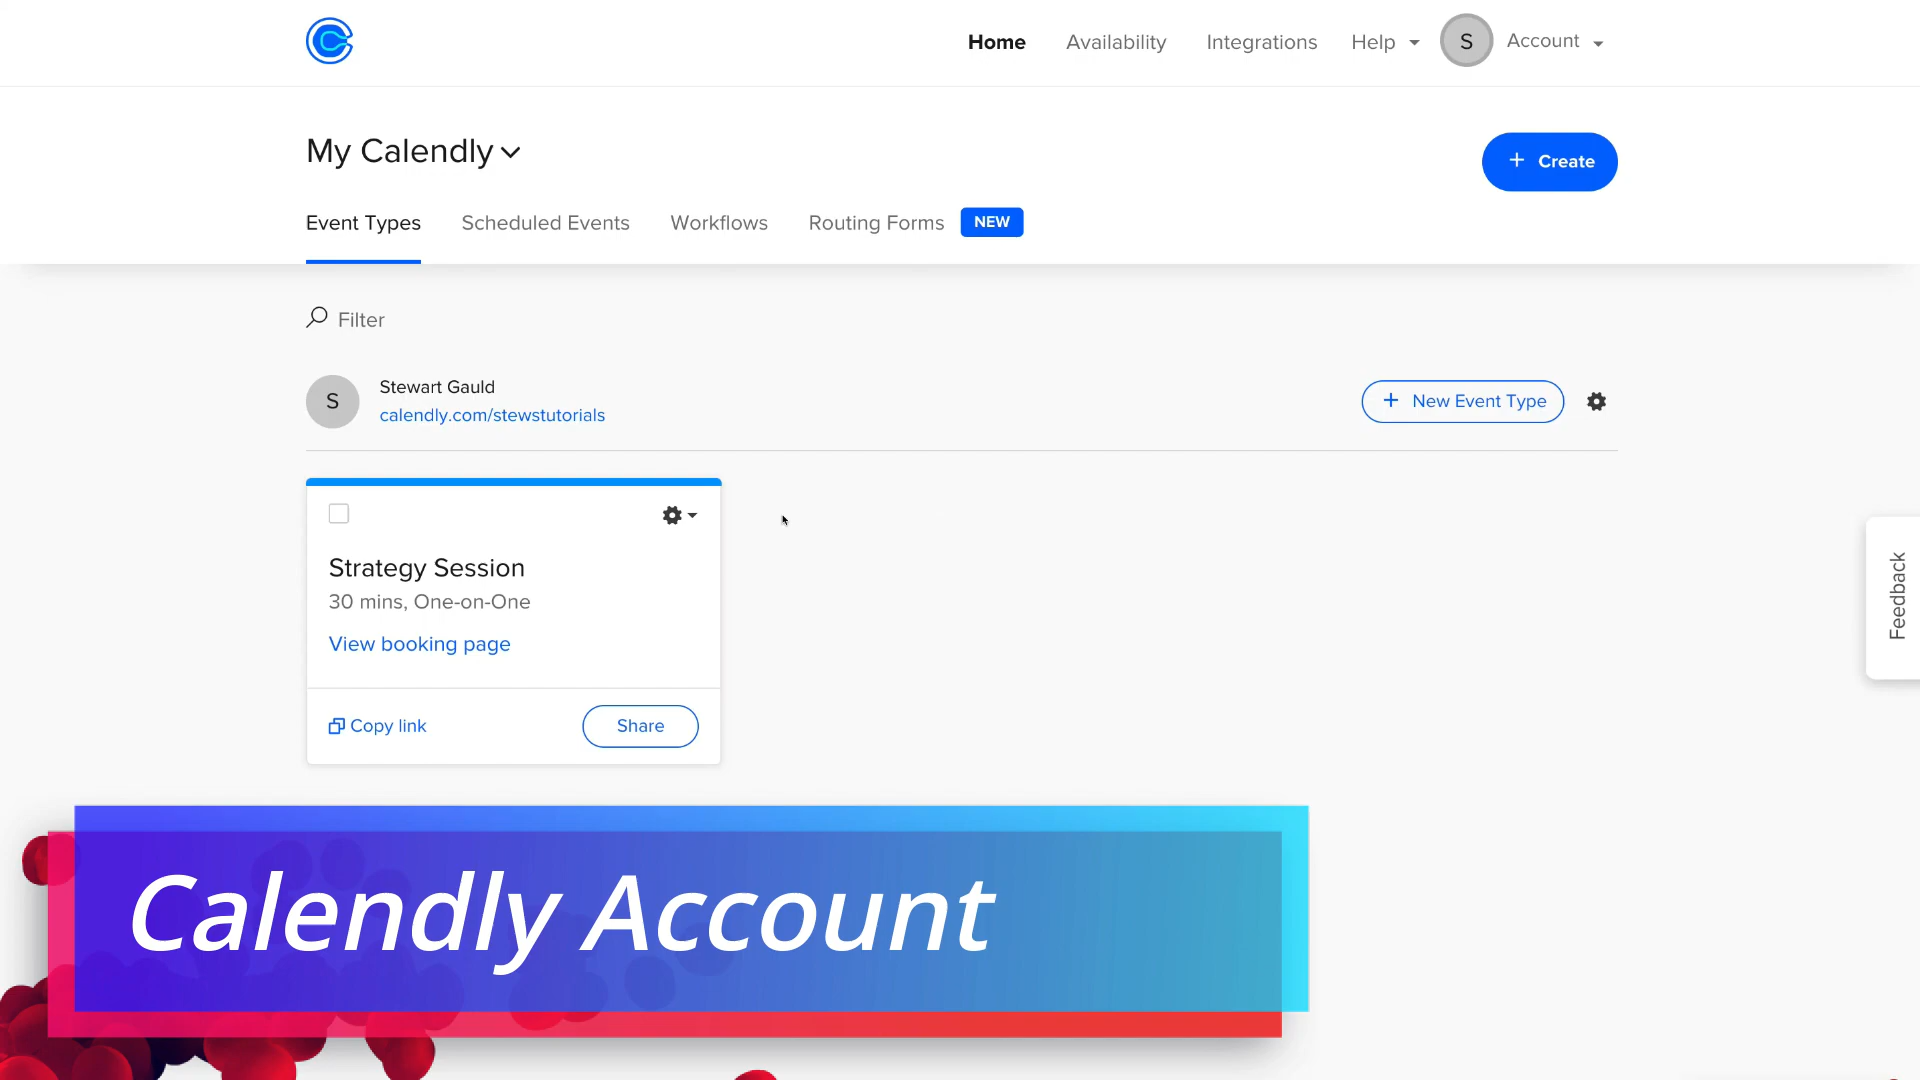 Home Availability Integrations Help S Account
My Calendly
+ Create
Event Types Scheduled Events Workflows Routing Forms NEW
Filter
S
Stewart Gauld
calendly.com/stewstutorials
+ New Event Type
Strategy Session
30 mins, One-on-One
View booking page
Copy link
Share
Feedback
Calendly Account